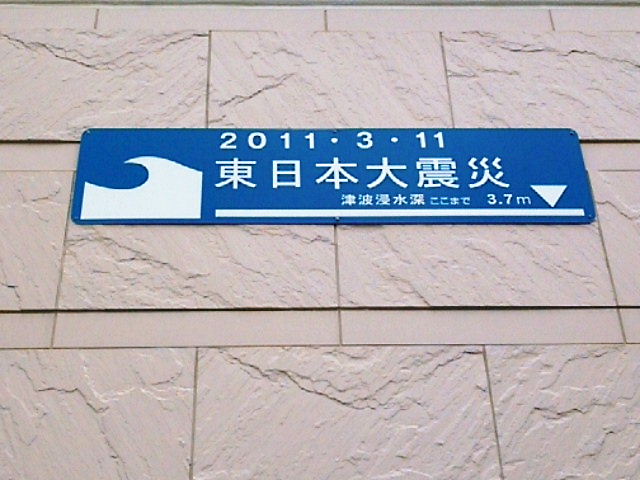 2011・3・11
東日本大震災
津波浸水深 ここまで 3.7m